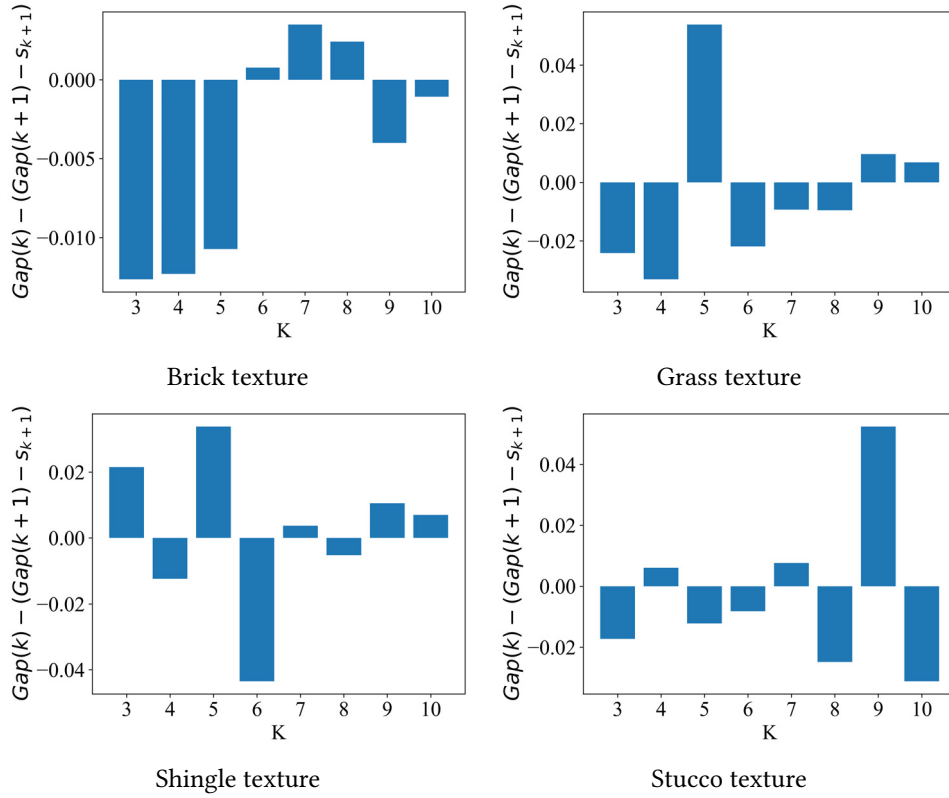 Gap(k) − (Gap(k + 1) − s_{k+1})
0.000
−0.005
−0.010
3 4 5 6 7 8 9 10
K
Brick texture
Gap(k) − (Gap(k + 1) − s_{k+1})
0.04
0.02
0.00
−0.02
3 4 5 6 7 8 9 10
K
Grass texture
Gap(k) − (Gap(k + 1) − s_{k+1})
0.02
0.00
−0.02
−0.04
3 4 5 6 7 8 9 10
K
Shingle texture
Gap(k) − (Gap(k + 1) − s_{k+1})
0.04
0.02
0.00
−0.02
3 4 5 6 7 8 9 10
K
Stucco texture